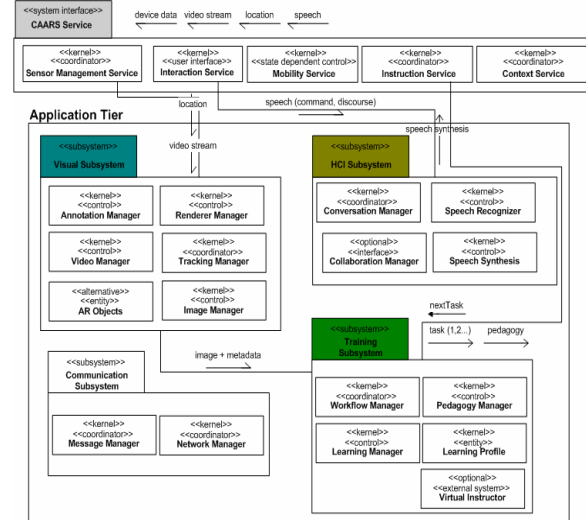 <<system interface>>
CAARS Service
device data video stream location speech
<<kernel>> <<kernel>> <<kernel>> <<kernel>> <<kernel>>
<<coordinator>> <<user interface>> <<state dependent control>> <<coordinator>> <<coordinator>>
Sensor Management Service Interaction Service Mobility Service Instruction Service Context Service
location speech (command, discourse)
Application Tier
speech synthesis
video stream
<<subsystem>>
Visual Subsystem
<<subsystem>>
HCI Subsystem
<<kernel>> <<kernel>>
<<control>> <<control>>
Annotation Manager Renderer Manager
<<kernel>> <<kernel>>
<<coordinator>> <<control>>
Conversation Manager Speech Recognizer
<<kernel>> <<kernel>>
<<control>> <<coordinator>>
Video Manager Tracking Manager
<<optional>> <<kernel>>
<<interface>> <<control>>
Collaboration Manager Speech Synthesis
<<alternative>> <<kernel>>
<<entity>> <<control>>
AR Objects Image Manager
nextTask
<<subsystem>>
Training
Subsystem
task (1,2...) pedagogy
image + metadata
<<subsystem>>
Communication
Subsystem
<<kernel>> <<kernel>>
<<coordinator>> <<control>>
Workflow Manager Pedagogy Manager
<<kernel>> <<kernel>>
<<coordinator>> <<coordinator>>
Message Manager Network Manager
<<kernel>> <<kernel>>
<<control>> <<entity>>
Learning Manager Learning Profile
<<optional>>
<<external system>>
Virtual Instructor